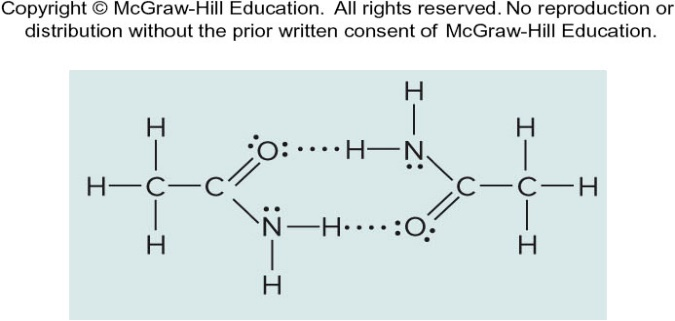 Copyright © McGraw-Hill Education. All rights reserved. No reproduction or
distribution without the prior written consent of McGraw-Hill Education.
H
H H
O H—N
H—C—C C—C—H
N—H O
H H
H